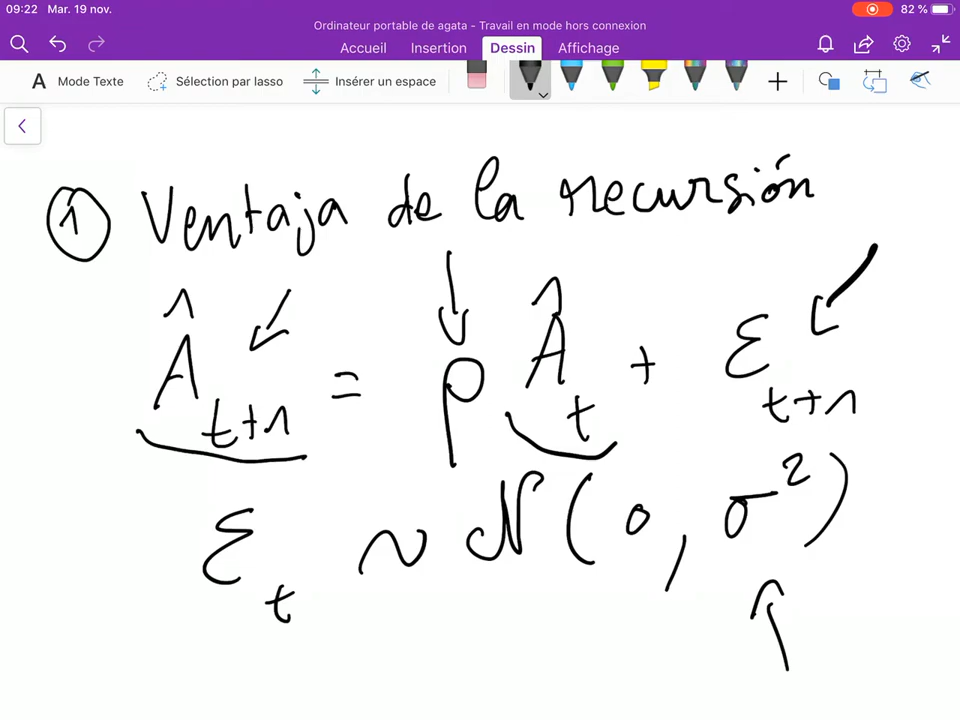 09:22 Mar. 19 nov. 82 %
Ordinateur portable de agata - Travail en mode hors connexion
Accueil Insertion Dessin Affichage
A Mode Texte Sélection par lasso Insérer un espace
① Ventaja de la recursión
Â_{t+1} = ρ Â_t + ε_{t+1}
ε_t ~ N(0, σ²)